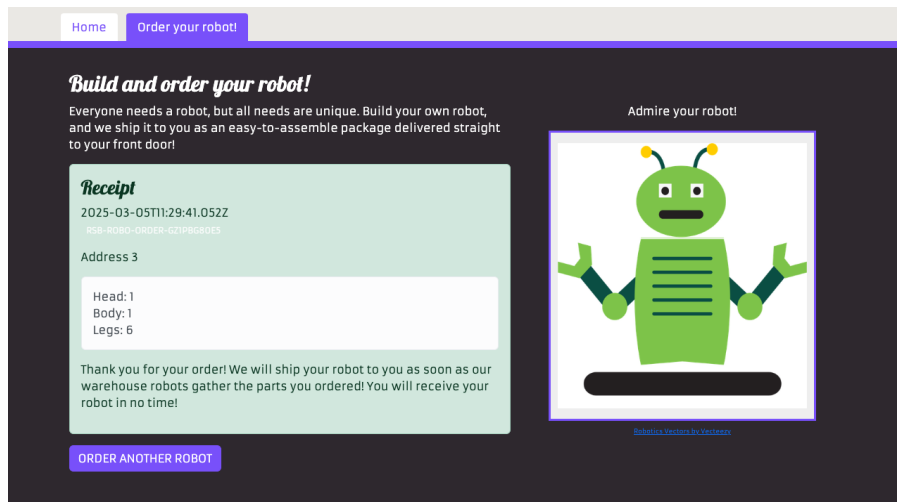 Home
Order your robot!
Build and order your robot!
Everyone needs a robot, but all needs are unique. Build your own robot,
and we ship it to you as an easy-to-assemble package delivered straight
to your front door!
Receipt
2025-03-05T11:29:41.052Z
RSB-ROBO-ORDER-GZIPBG80E5
Address 3
Head: 1
Body: 1
Legs: 6
Thank you for your order! We will ship your robot to you as soon as our
warehouse robots gather the parts you ordered! You will receive your
robot in no time!
ORDER ANOTHER ROBOT
Admire your robot!
Robotics Vectors by Vecteezy